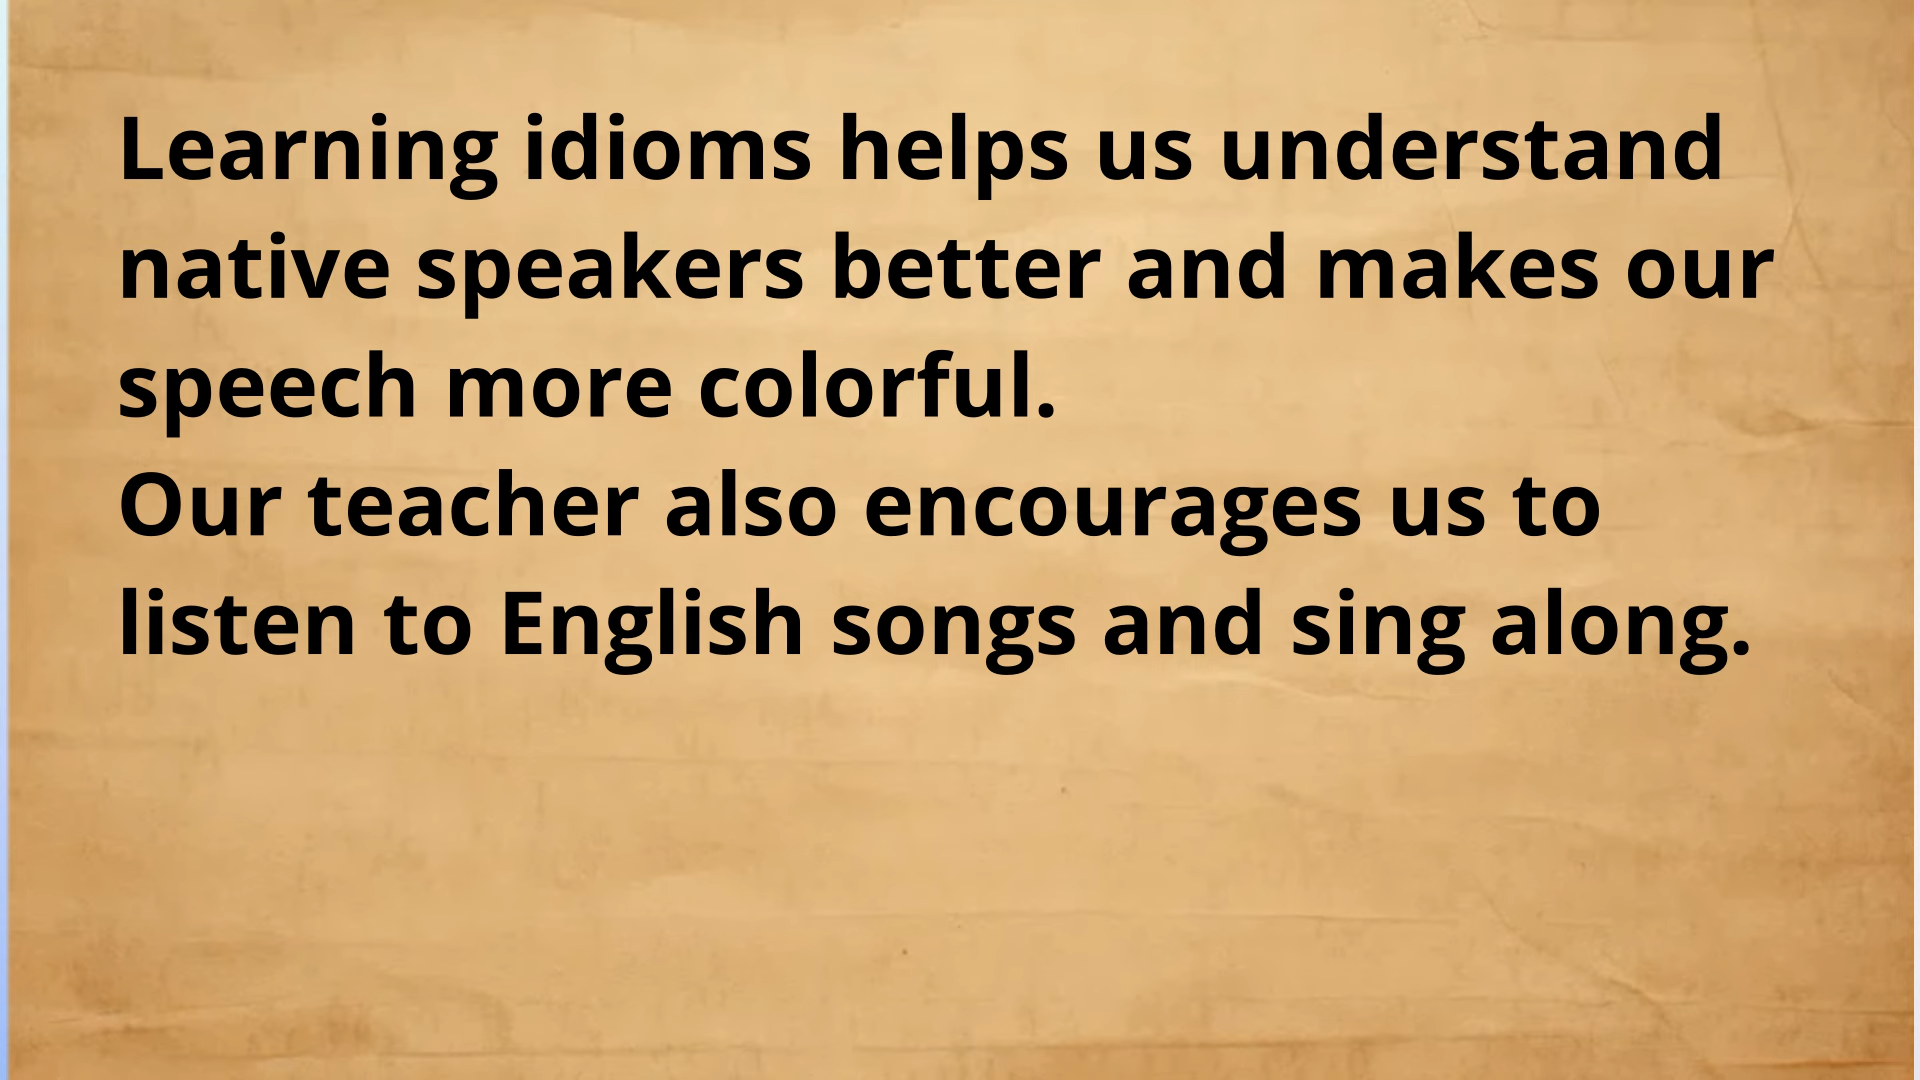 Learning idioms helps us understand
native speakers better and makes our
speech more colorful.
Our teacher also encourages us to
listen to English songs and sing along.